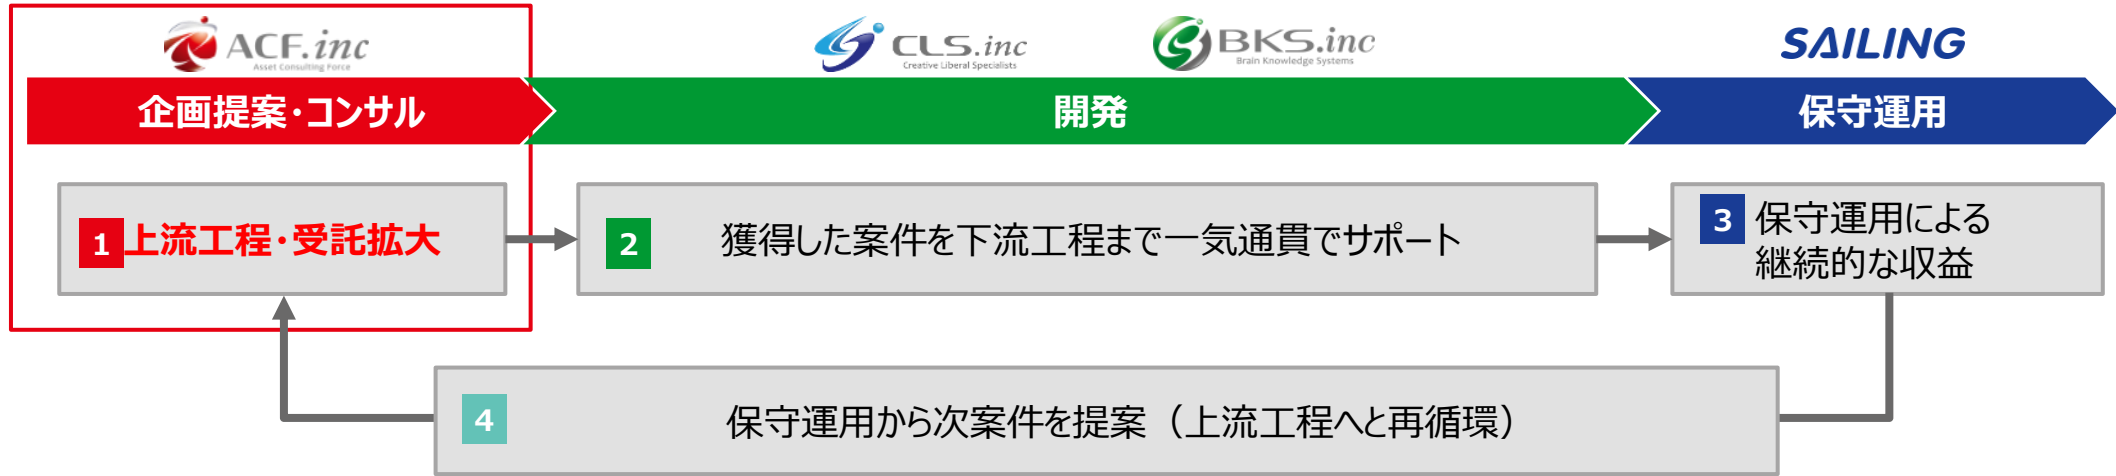 ACF.inc
Asset Consulting Force
CLS.inc
Creative Liberal Specialists
BKS.inc
Brain Knowledge Systems
SAILING
企画提案・コンサル
開発
保守運用
1 上流工程・受託拡大
2 獲得した案件を下流工程まで一気通貫でサポート
3 保守運用による
継続的な収益
4 保守運用から次案件を提案（上流工程へと再循環）